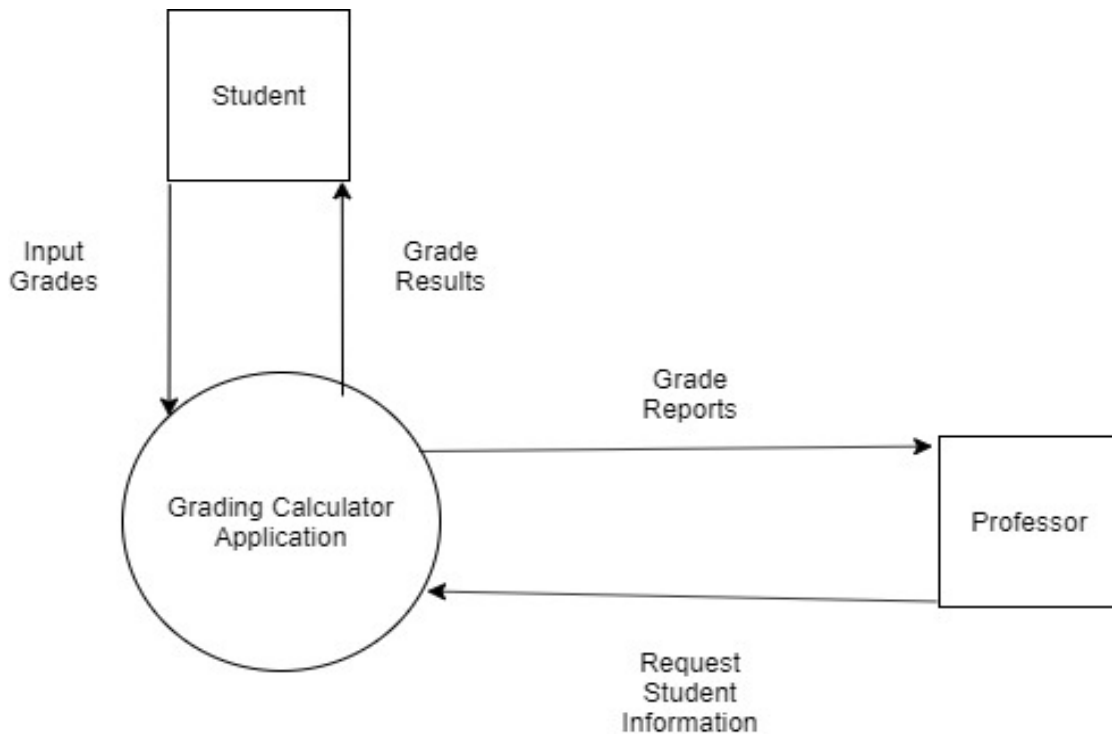 Student
Input
Grades
Grade
Results
Grade
Reports
Grading Calculator
Application
Professor
Request
Student
Information